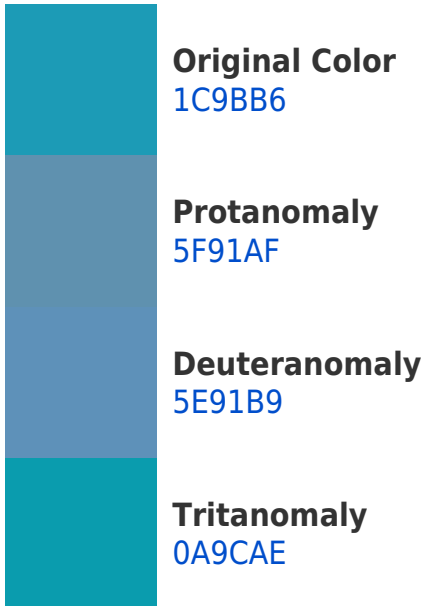 Original Color
1C9BB6
Protanomaly
5F91AF
Deuteranomaly
5E91B9
Tritanomaly
0A9CAE